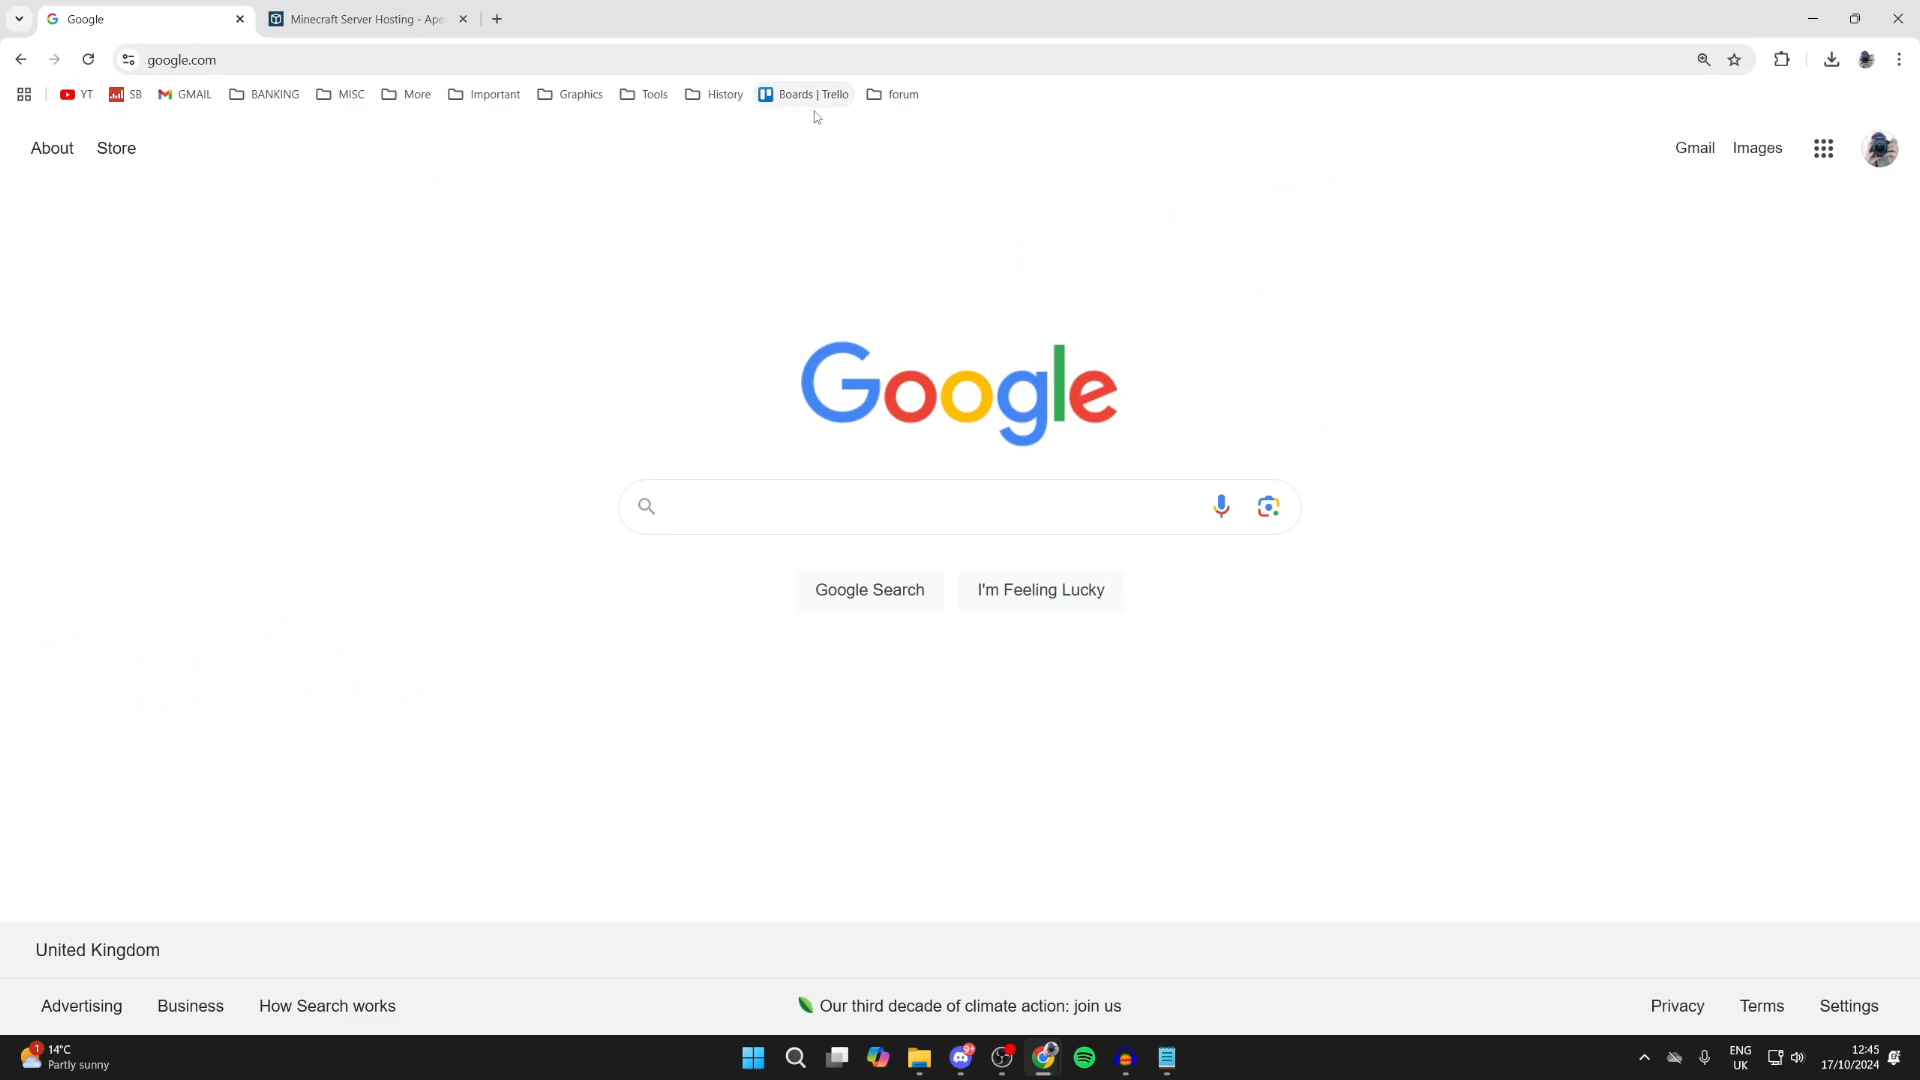 Google
Minecraft Server Hosting - Ape
google.com
YT SB GMAIL BANKING MISC More Important Graphics Tools History Boards | Trello forum
About Store Gmail Images
Google
Google Search I'm Feeling Lucky
United Kingdom
Advertising Business How Search works Our third decade of climate action: join us Privacy Terms Settings
1 14°C
Partly sunny
9+
ENG
UK
12:45
17/10/2024